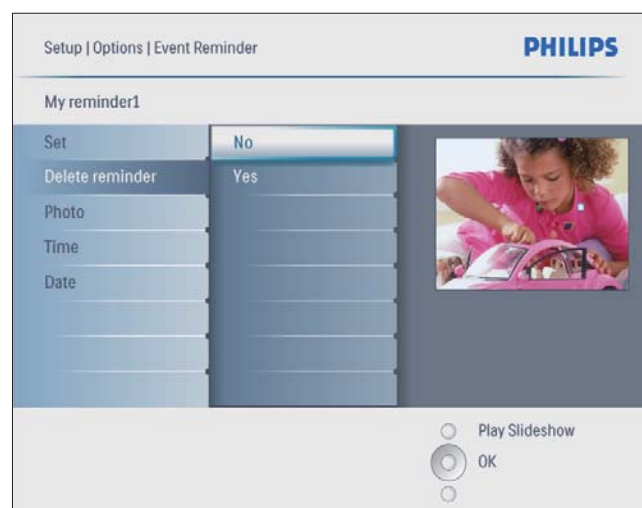 Setup | Options | Event Reminder
PHILIPS
My reminder1
Set
No
Delete reminder
Yes
Photo
Time
Date
Play Slideshow
OK